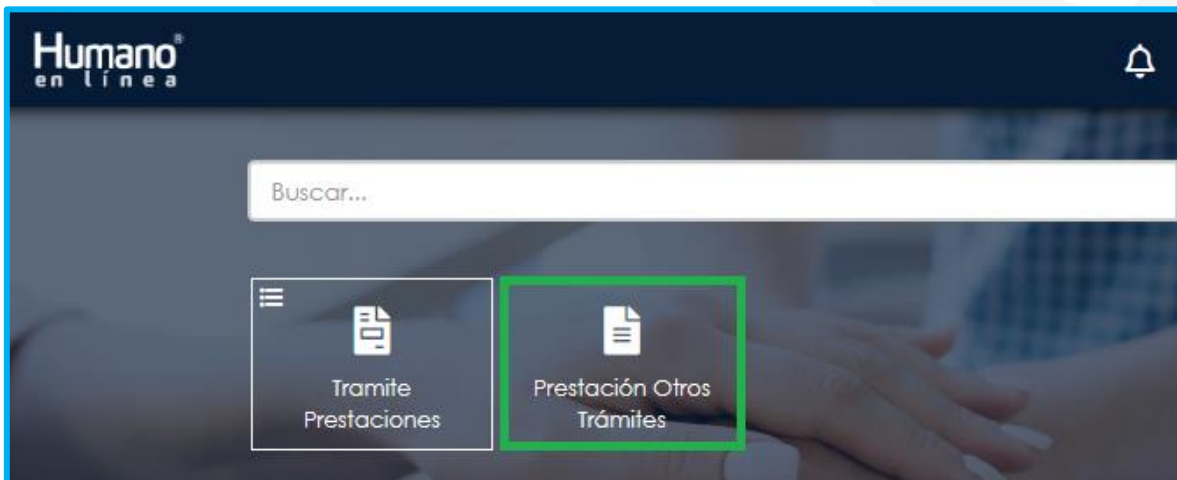 Humano®
en línea
Buscar...
Tramite
Prestaciones
Prestación Otros
Trámites